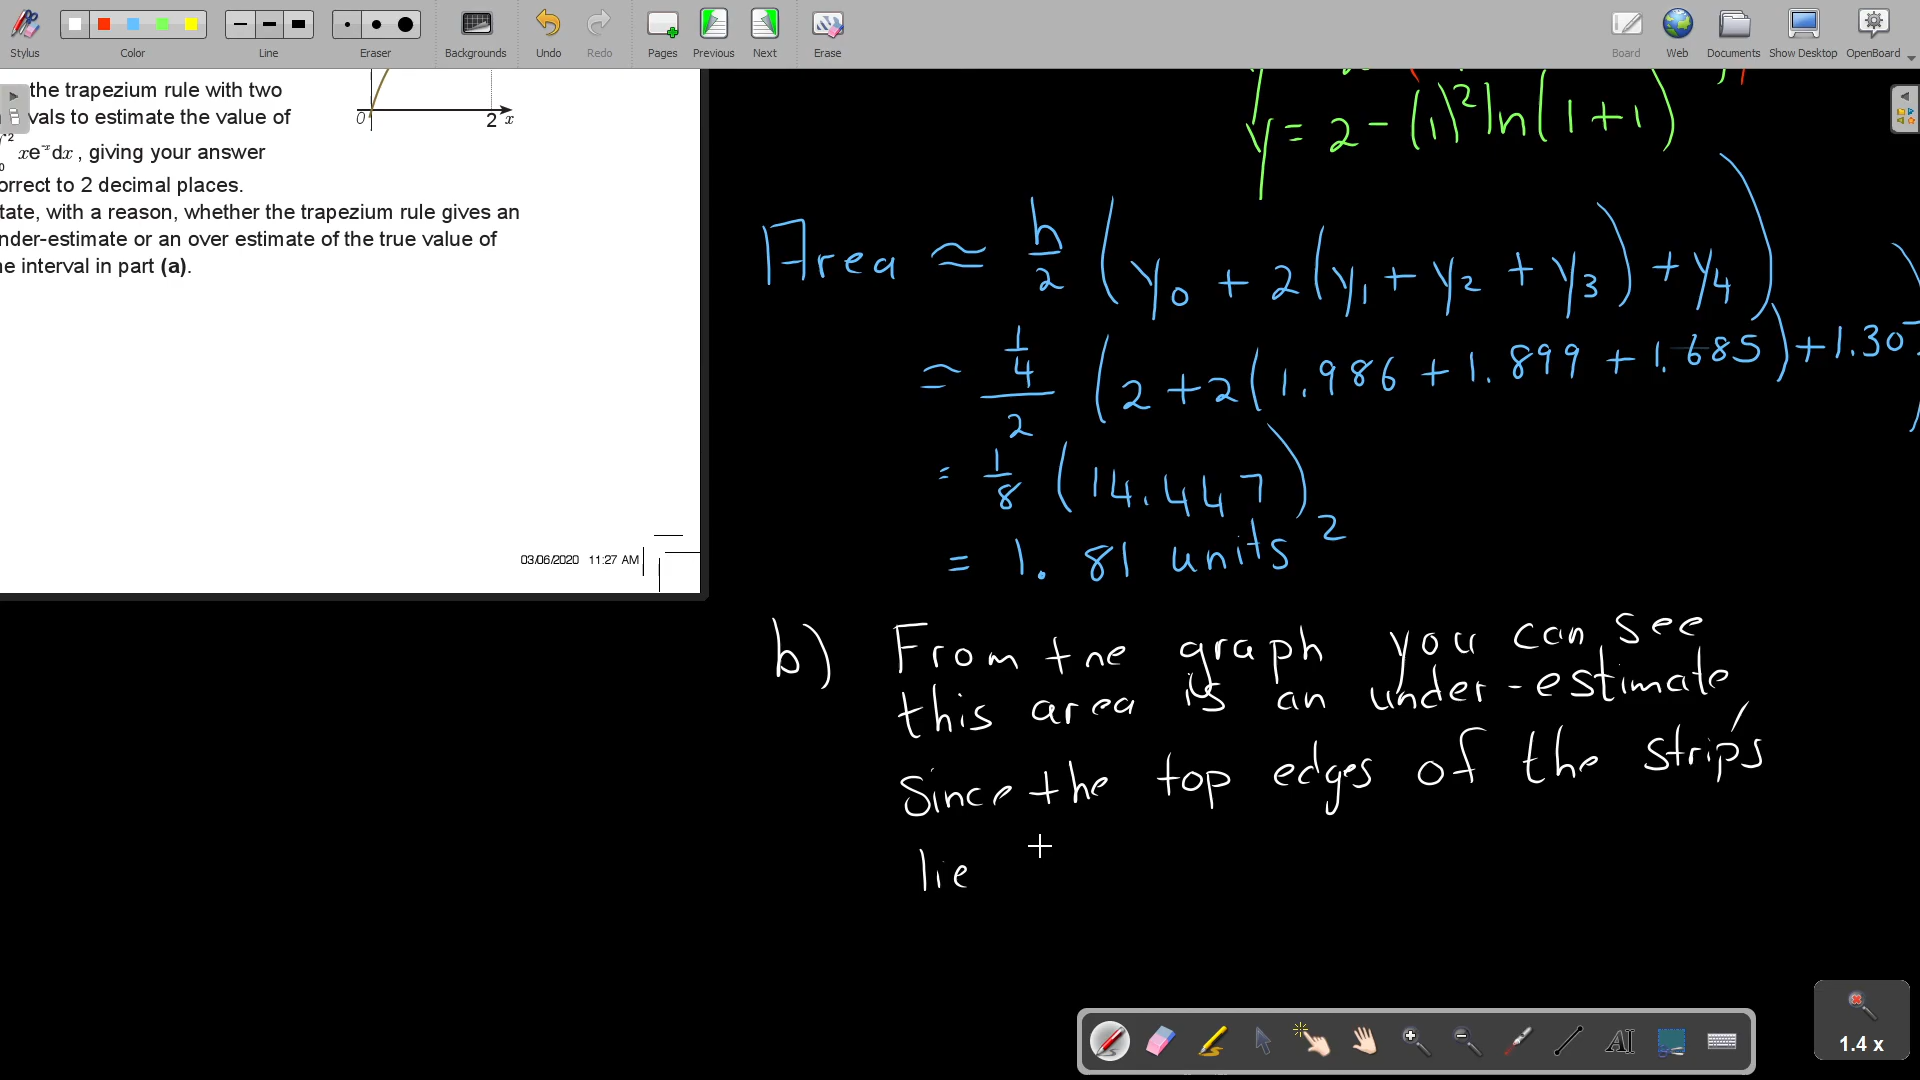 Stylus Color Line Eraser Backgrounds Undo Redo Pages Previous Next Erase Board Web Documents Show Desktop OpenBoard
the trapezium rule with two
vals to estimate the value of
xe⁻ˣdx, giving your answer
orrect to 2 decimal places.
tate, with a reason, whether the trapezium rule gives an
nder-estimate or an over estimate of the true value of
e interval in part (a).
0 2 x
03/06/2020 11:27 AM
y = 2 - (1)² ln(1+1)
Area ≈ h/2 (y₀ + 2(y₁ + y₂ + y₃) + y₄)
≈ 1/4/2 (2 + 2(1.986 + 1.899 + 1.685) + 1.30
= 1/8 (14.447)
= 1.81 units²
b) From the graph you can see
this area is an under-estimate
Since the top edges of the strip's
lie
1.4 x